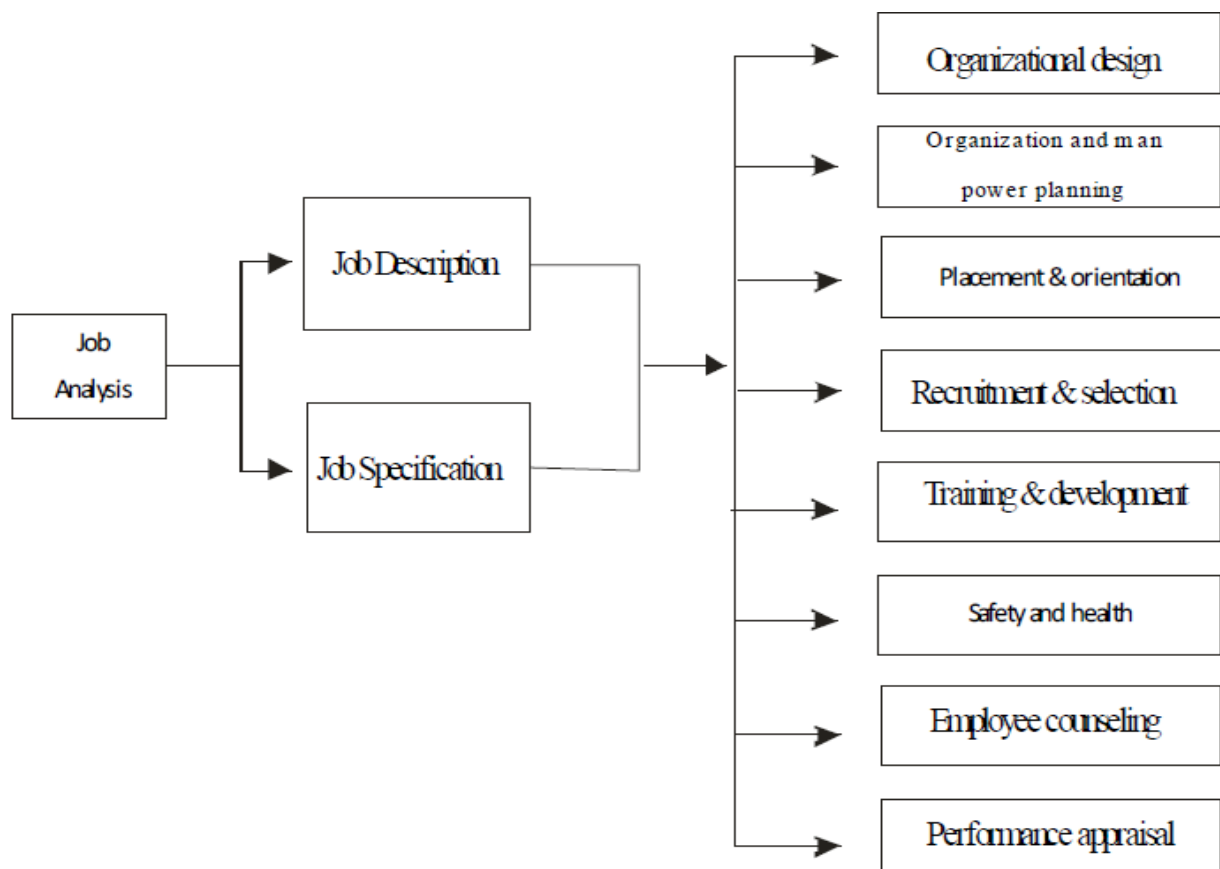 Job
Analysis
Job Description
Job Specification
Organizational design
Organization and man
power planning
Placement & orientation
Recruitment & selection
Training & development
Safety and health
Employee counseling
Performance appraisal